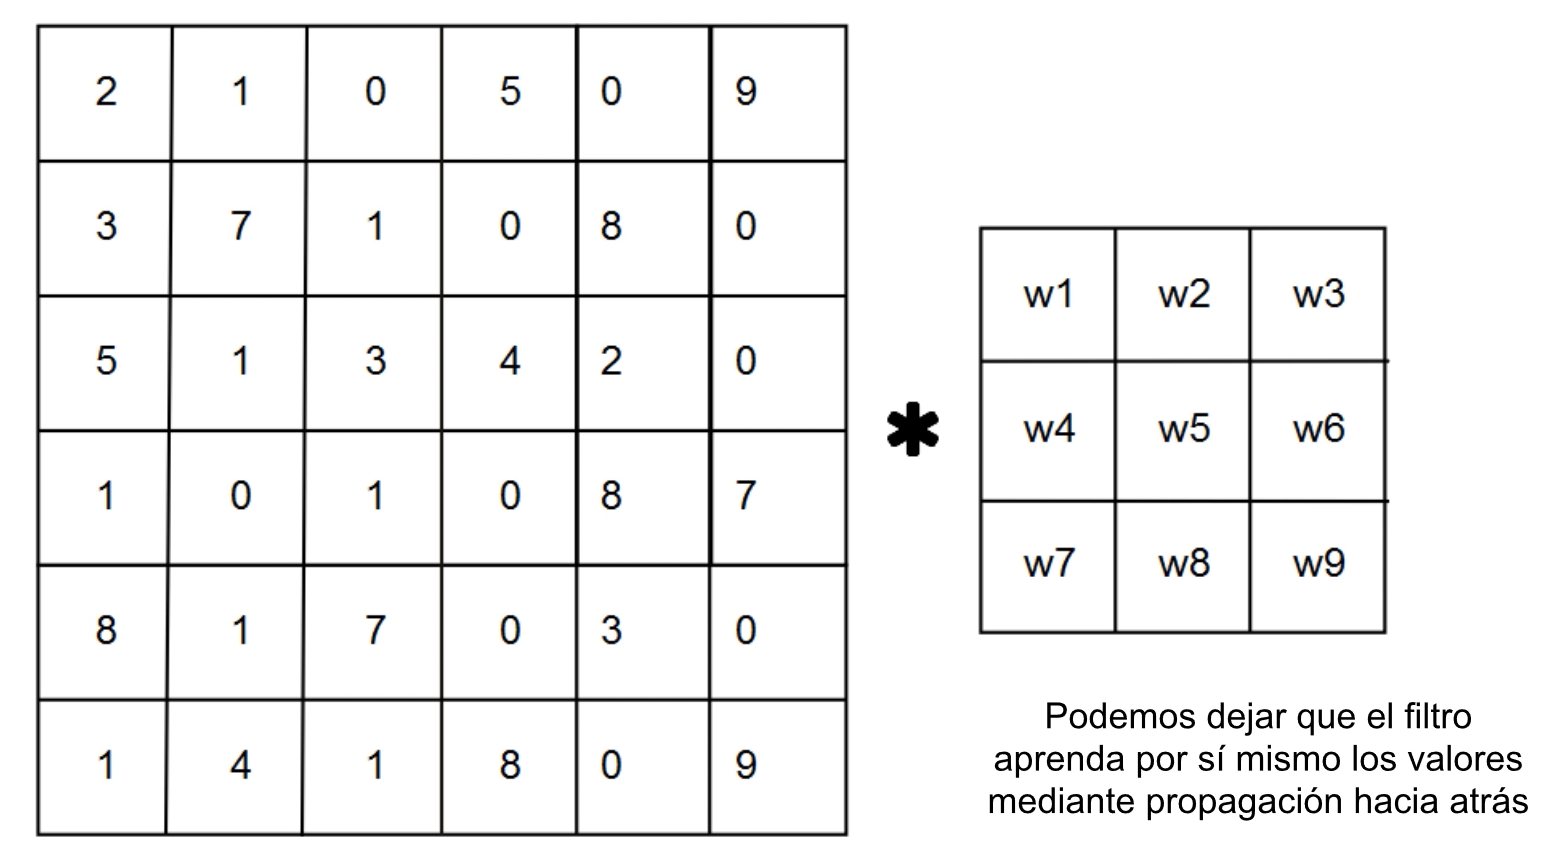 2 1 0 5 0 9
3 7 1 0 8 0
5 1 3 4 2 0
1 0 1 0 8 7
8 1 7 0 3 0
1 4 1 8 0 9
*
w1 w2 w3
w4 w5 w6
w7 w8 w9
Podemos dejar que el filtro
aprenda por sí mismo los valores
mediante propagación hacia atrás